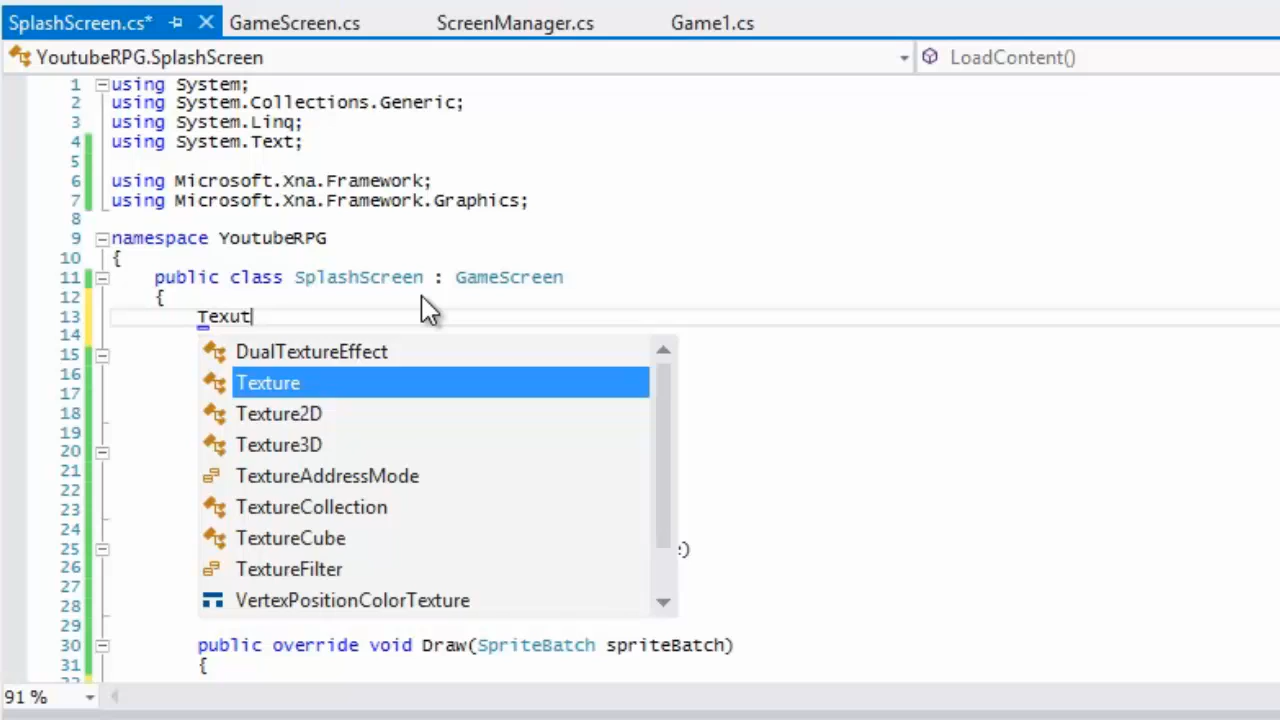 SplashScreen.cs* GameScreen.cs ScreenManager.cs Game1.cs
YoutubeRPG.SplashScreen LoadContent()
1 using System;
2 using System.Collections.Generic;
3 using System.Linq;
4 using System.Text;
5
6 using Microsoft.Xna.Framework;
7 using Microsoft.Xna.Framework.Graphics;
8
9 namespace YoutubeRPG
10 {
11 public class SplashScreen : GameScreen
12 {
13 Texut
14
15 DualTextureEffect
16 Texture
17
18 Texture2D
19
20 Texture3D
21 TextureAddressMode
22
23 TextureCollection
24 TextureCube
25 :)
26 TextureFilter
27
28 VertexPositionColorTexture
29
30 public override void Draw(SpriteBatch spriteBatch)
31 {
91 %